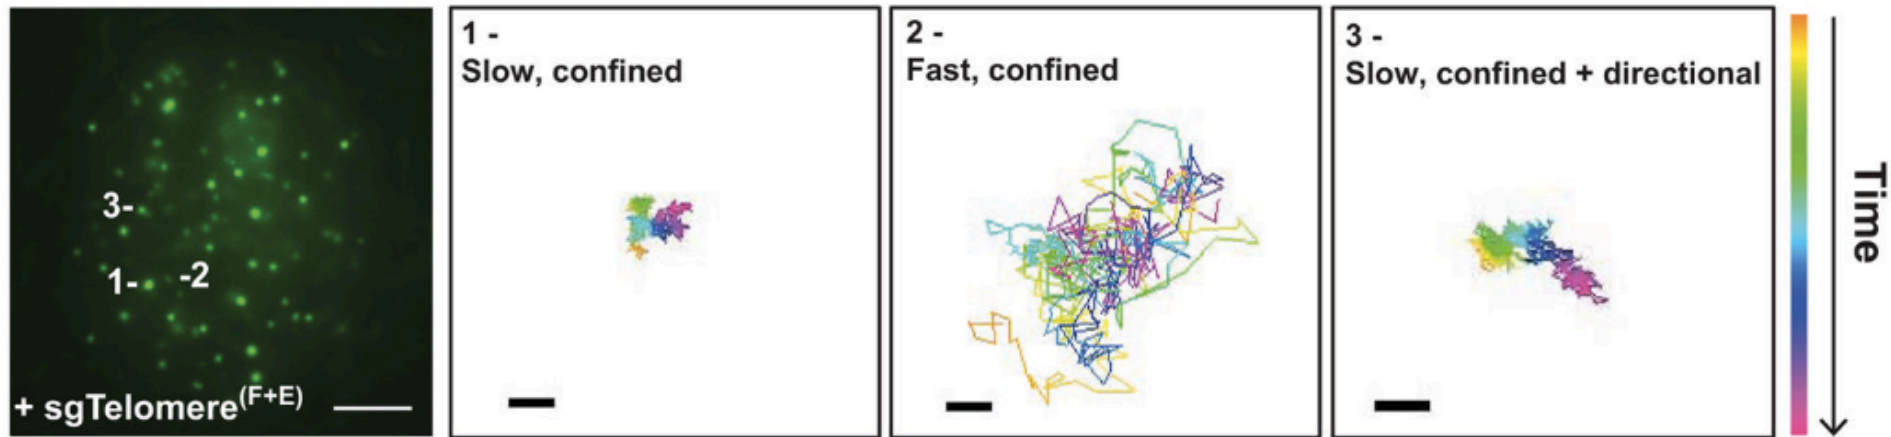 3-
1-
-2
+ sgTelomere(F+E)
1 -
Slow, confined
2 -
Fast, confined
3 -
Slow, confined + directional
Time